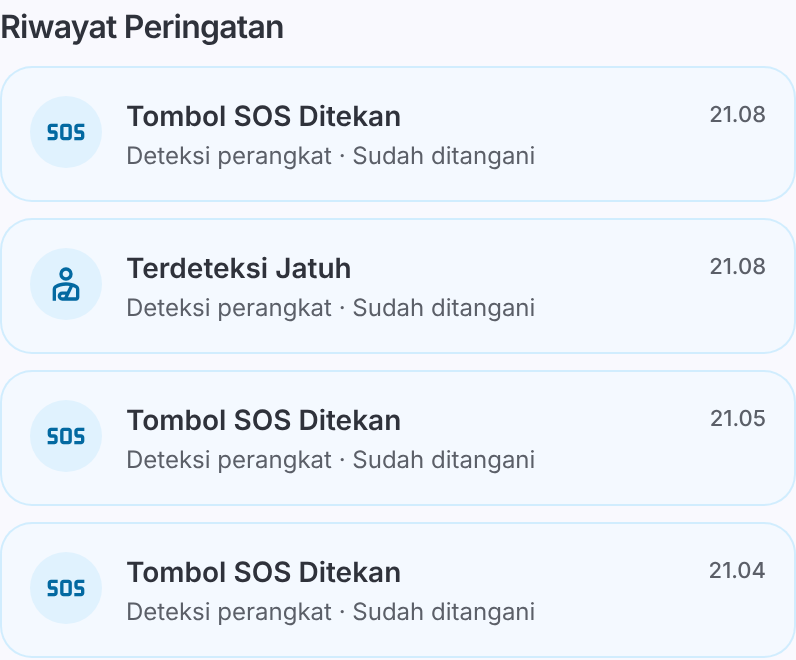 Riwayat Peringatan
SOS
Tombol SOS Ditekan
21.08
Deteksi perangkat · Sudah ditangani
Terdeteksi Jatuh
21.08
Deteksi perangkat · Sudah ditangani
SOS
Tombol SOS Ditekan
21.05
Deteksi perangkat · Sudah ditangani
SOS
Tombol SOS Ditekan
21.04
Deteksi perangkat · Sudah ditangani